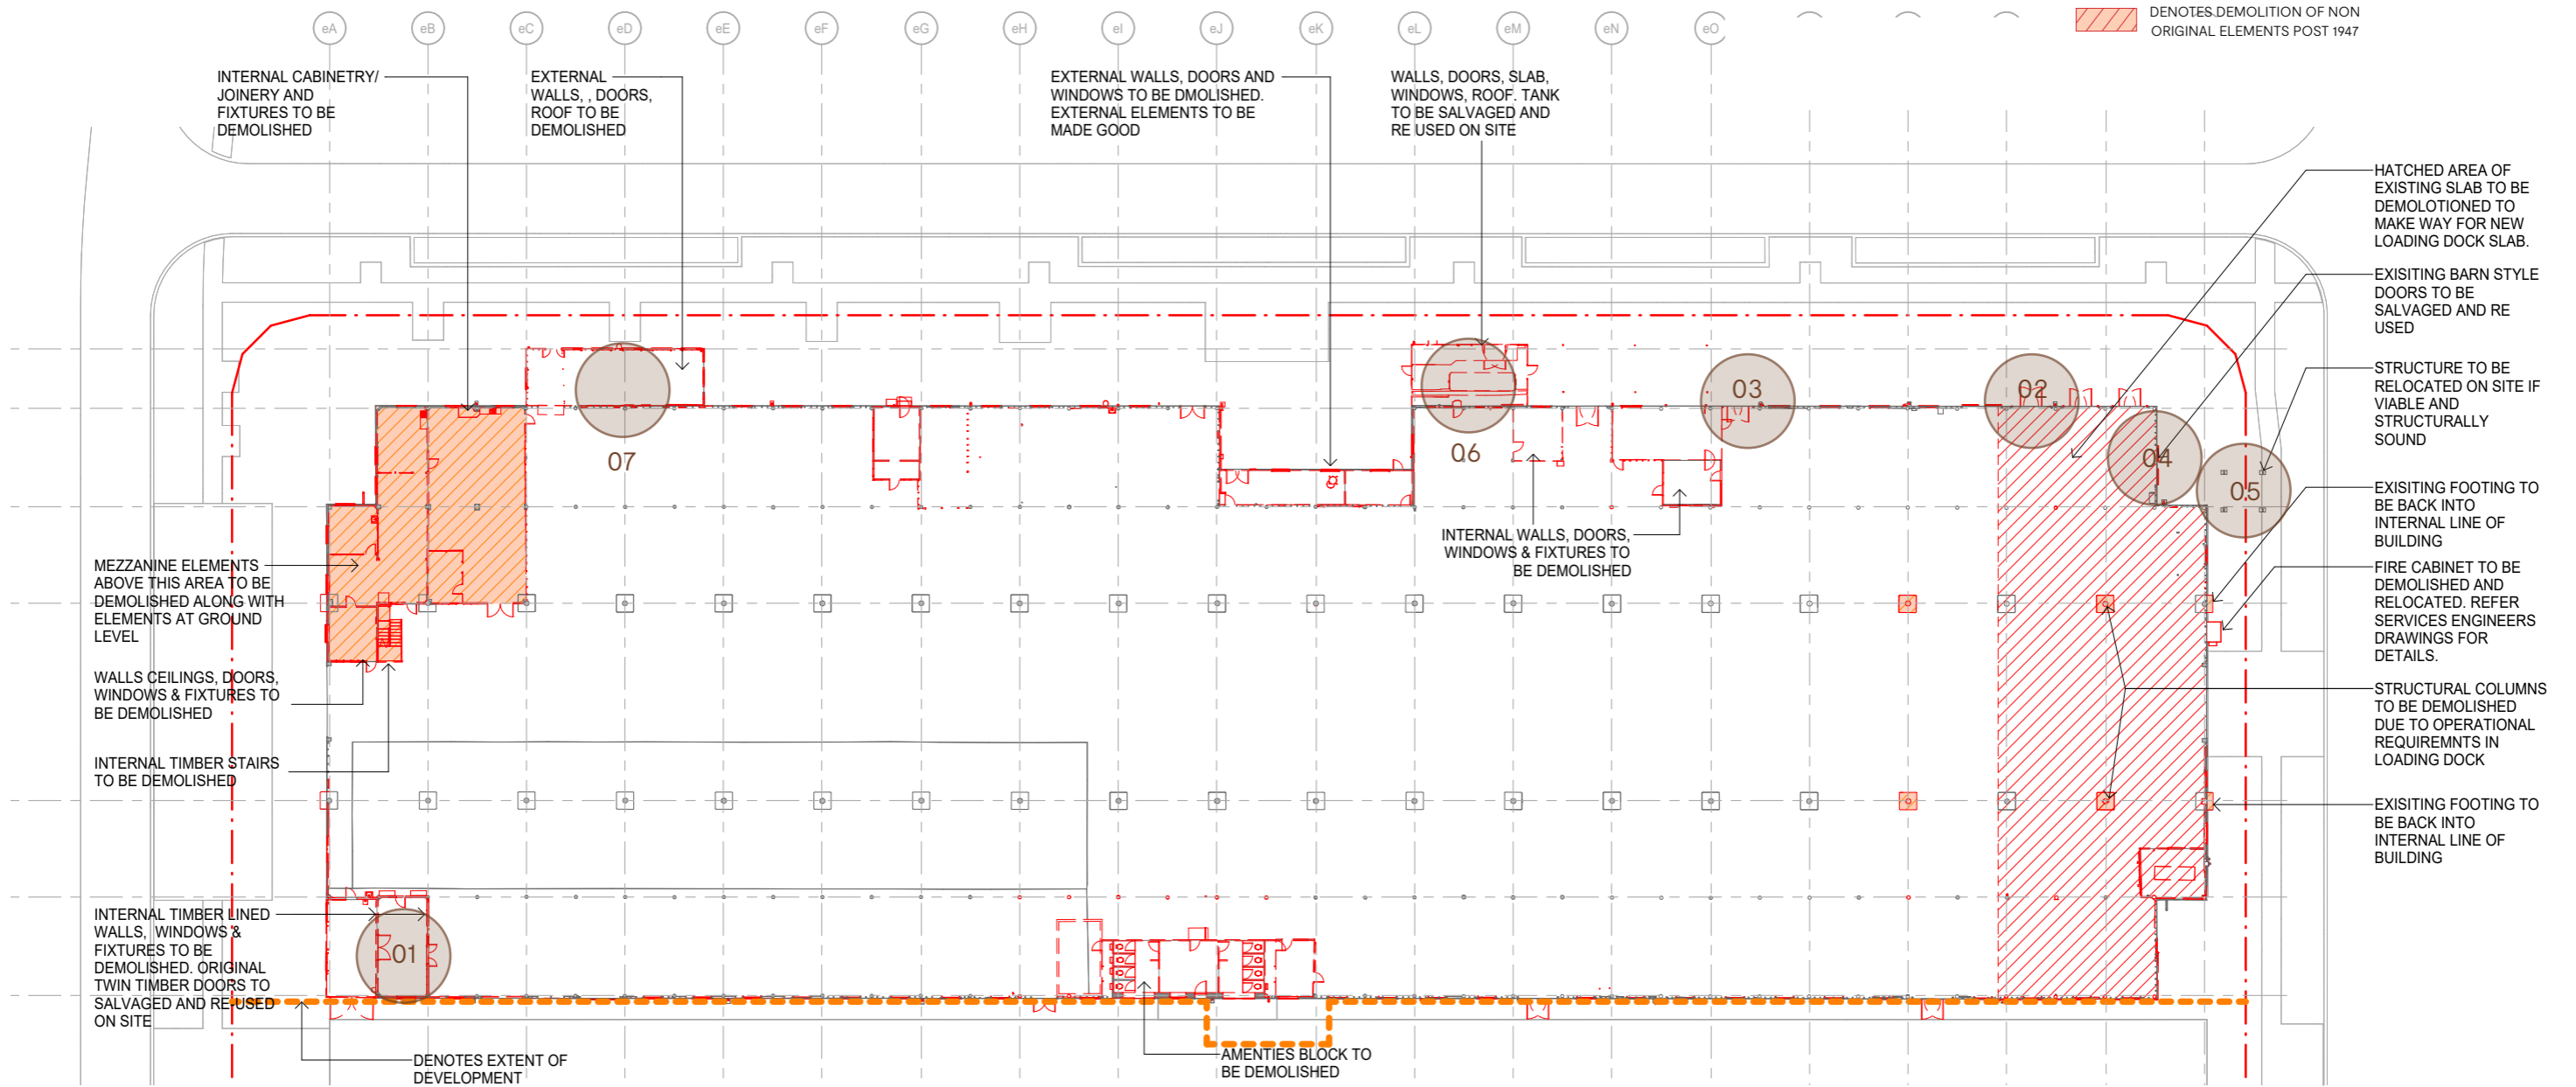 eA
eB
eC
eD
eE
eF
eG
eH
eI
eJ
eK
eL
eM
eN
eO
DENOTES DEMOLITION OF NON
ORIGINAL ELEMENTS POST 1947
INTERNAL CABINETRY/
JOINERY AND
FIXTURES TO BE
DEMOLISHED
EXTERNAL
WALLS, , DOORS,
ROOF TO BE
DEMOLISHED
EXTERNAL WALLS, DOORS AND
WINDOWS TO BE DMOLISHED.
EXTERNAL ELEMENTS TO BE
MADE GOOD
WALLS, DOORS, SLAB,
WINDOWS, ROOF. TANK
TO BE SALVAGED AND
RE USED ON SITE
HATCHED AREA OF
EXISTING SLAB TO BE
DEMOLOTIONED TO
MAKE WAY FOR NEW
LOADING DOCK SLAB.
EXISITING BARN STYLE
DOORS TO BE
SALVAGED AND RE
USED
STRUCTURE TO BE
RELOCATED ON SITE IF
VIABLE AND
STRUCTURALLY
SOUND
EXISITING FOOTING TO
BE BACK INTO
INTERNAL LINE OF
BUILDING
FIRE CABINET TO BE
DEMOLISHED AND
RELOCATED. REFER
SERVICES ENGINEERS
DRAWINGS FOR
DETAILS.
STRUCTURAL COLUMNS
TO BE DEMOLISHED
DUE TO OPERATIONAL
REQUIREMNTS IN
LOADING DOCK
EXISITING FOOTING TO
BE BACK INTO
INTERNAL LINE OF
BUILDING
07
06
03
02
04
05
INTERNAL WALLS, DOORS,
WINDOWS & FIXTURES TO
BE DEMOLISHED
MEZZANINE ELEMENTS
ABOVE THIS AREA TO BE
DEMOLISHED ALONG WITH
ELEMENTS AT GROUND
LEVEL
WALLS CEILINGS, DOORS,
WINDOWS & FIXTURES TO
BE DEMOLISHED
INTERNAL TIMBER STAIRS
TO BE DEMOLISHED
INTERNAL TIMBER LINED
WALLS, WINDOWS &
FIXTURES TO BE
DEMOLISHED. ORIGINAL
TWIN TIMBER DOORS TO
SALVAGED AND RE-USED
ON SITE
01
DENOTES EXTENT OF
DEVELOPMENT
AMENTIES BLOCK TO
BE DEMOLISHED